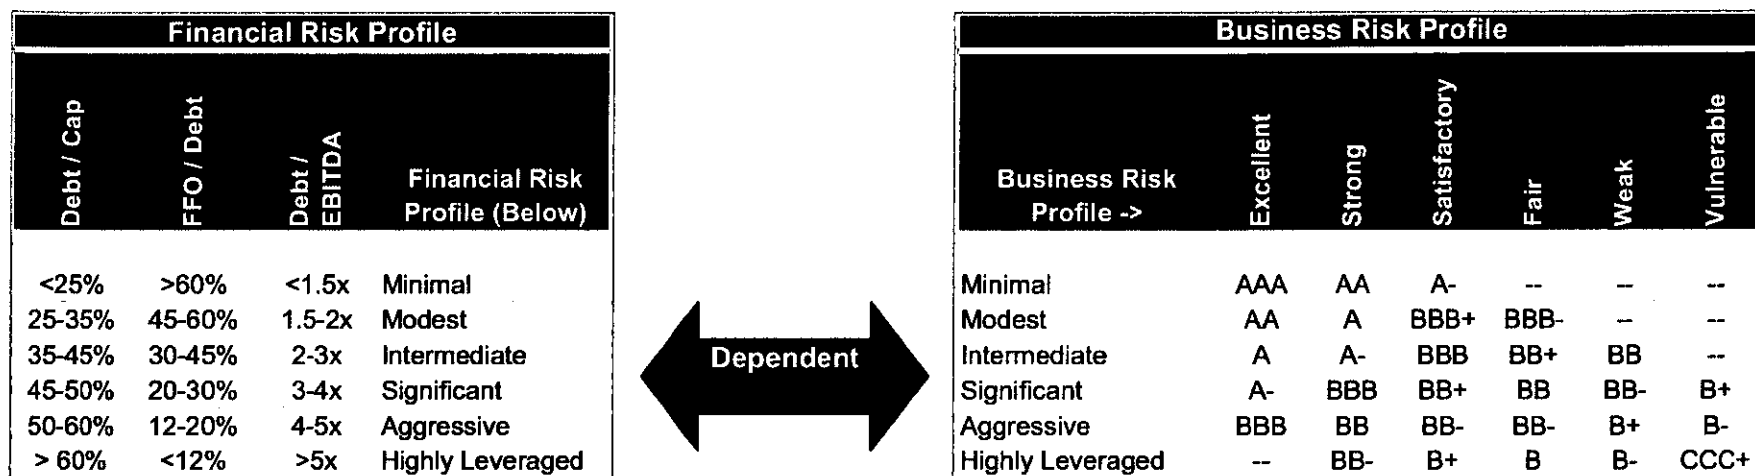 Financial Risk Profile
Debt / Cap
FFO / Debt
Debt /
EBITDA
Financial Risk
Profile (Below)
<25% >60% <1.5x Minimal
25-35% 45-60% 1.5-2x Modest
35-45% 30-45% 2-3x Intermediate
45-50% 20-30% 3-4x Significant
50-60% 12-20% 4-5x Aggressive
> 60% <12% >5x Highly Leveraged
Dependent
Business Risk Profile
Business Risk
Profile ->
Excellent
Strong
Satisfactory
Fair
Weak
Vulnerable
Minimal AAA AA A- -- -- --
Modest AA A BBB+ BBB- -- --
Intermediate A A- BBB BB+ BB --
Significant A- BBB BB+ BB BB- B+
Aggressive BBB BB BB- BB- B+ B-
Highly Leveraged -- BB- B+ B B- CCC+